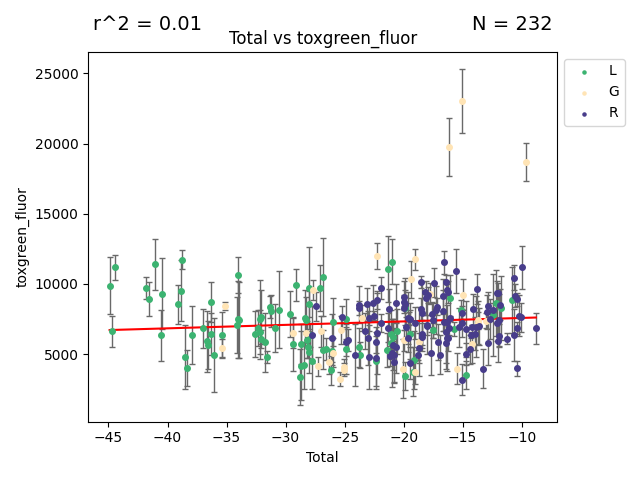 r^2 = 0.01
N = 232
Total vs toxgreen_fluor
25000
20000
15000
10000
5000
toxgreen_fluor
−45
−40
−35
−30
−25
−20
−15
−10
Total
L
G
R